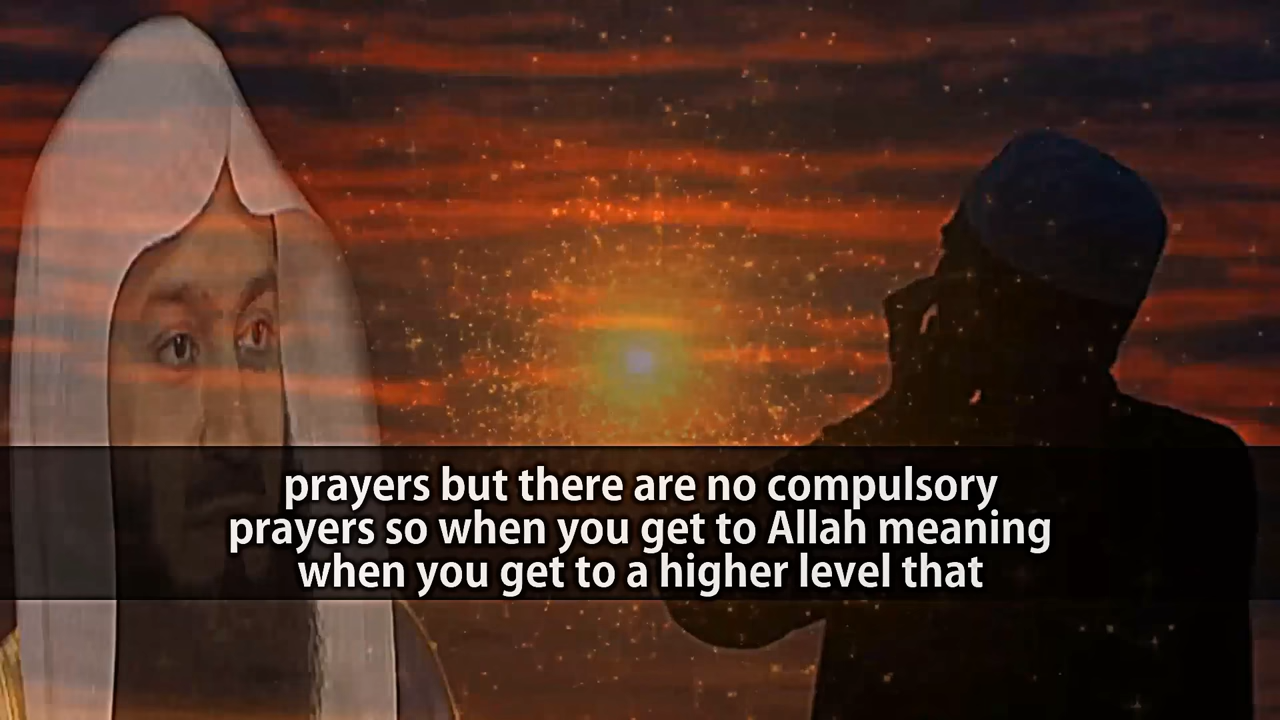 prayers but there are no compulsory
prayers so when you get to Allah meaning
when you get to a higher level that